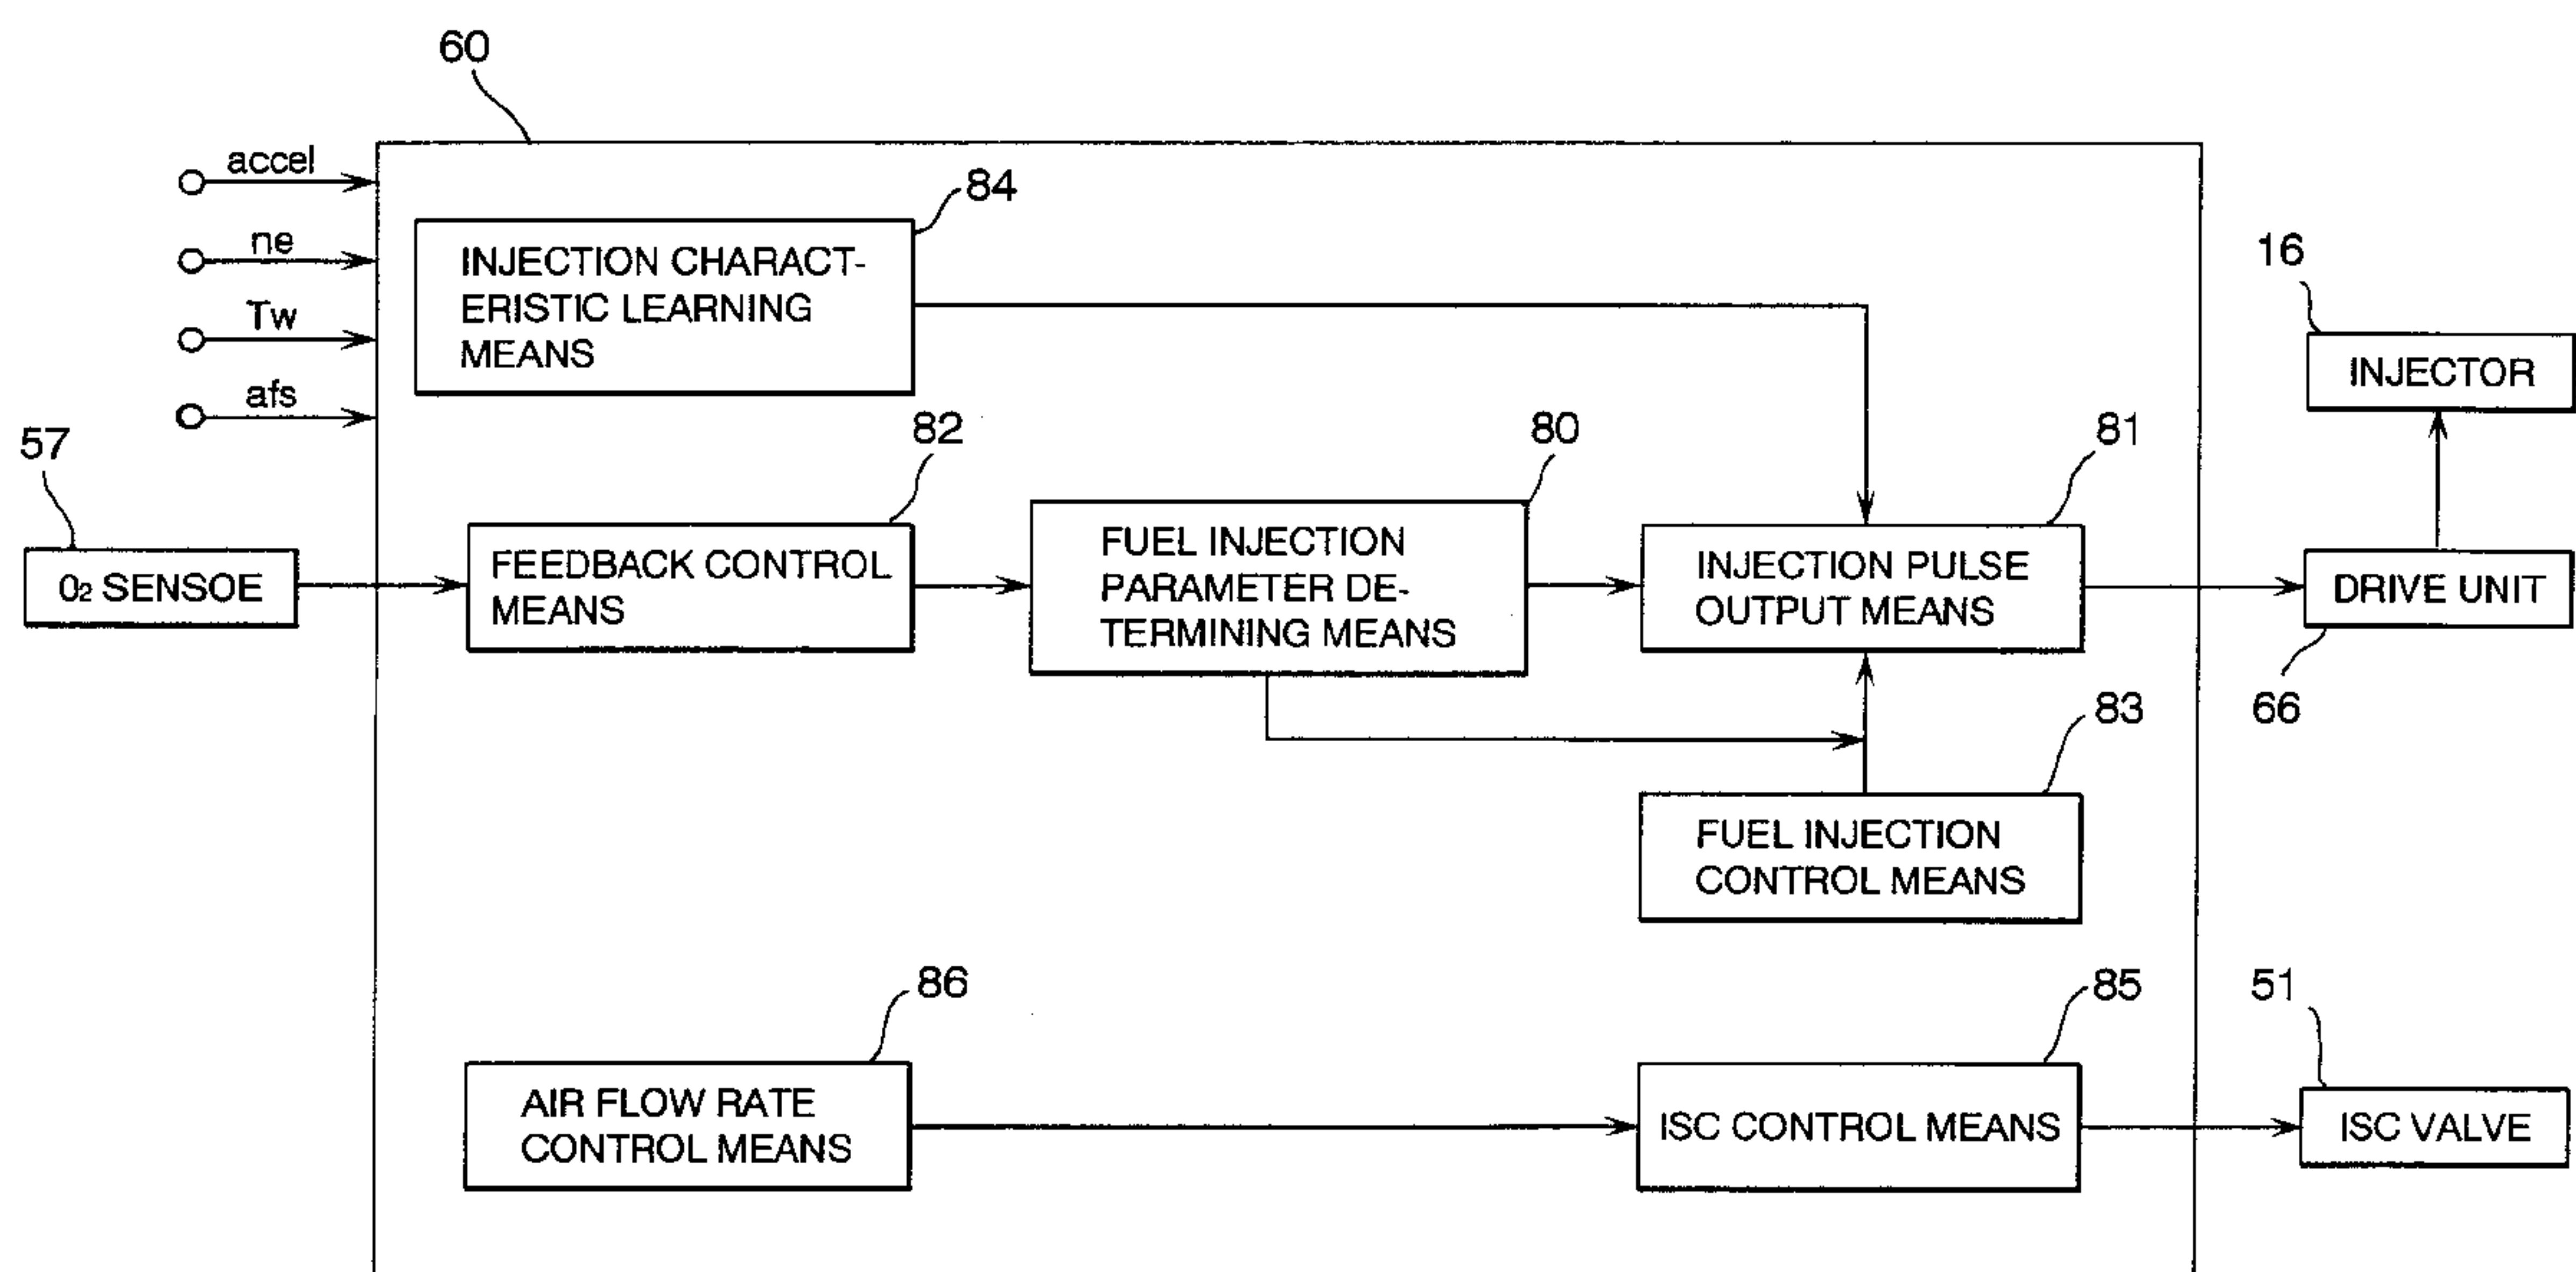 60
accel
ne
Tw
afs
84
INJECTION CHARACT-
ERISTIC LEARNING
MEANS
16
INJECTOR
57
O2 SENSOE
82
FEEDBACK CONTROL
MEANS
80
FUEL INJECTION
PARAMETER DE-
TERMINING MEANS
81
INJECTION PULSE
OUTPUT MEANS
DRIVE UNIT
66
83
FUEL INJECTION
CONTROL MEANS
86
AIR FLOW RATE
CONTROL MEANS
85
ISC CONTROL MEANS
51
ISC VALVE